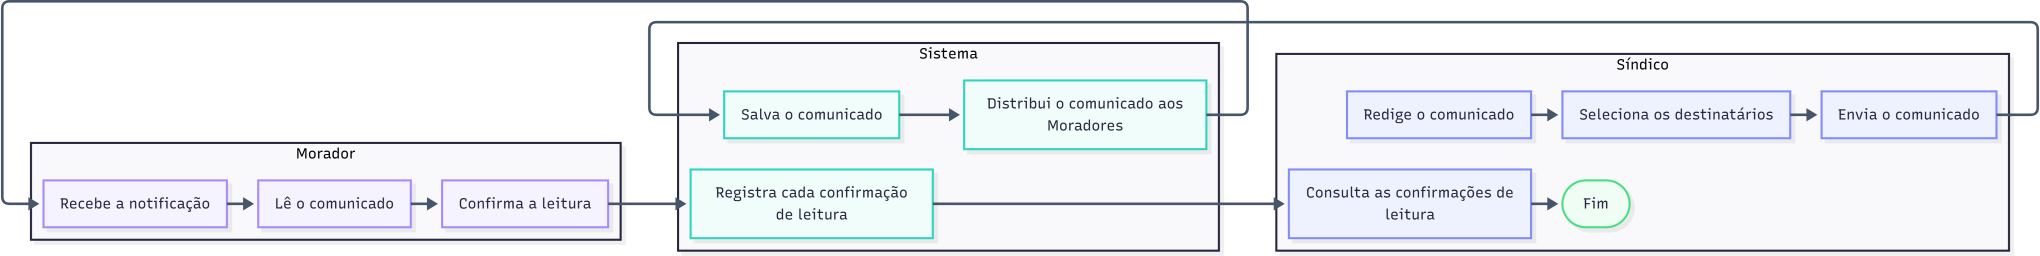 Morador
Recebe a notificação
Lê o comunicado
Confirma a leitura
Sistema
Salva o comunicado
Distribui o comunicado aos
Moradores
Registra cada confirmação
de leitura
Síndico
Redige o comunicado
Seleciona os destinatários
Envia o comunicado
Consulta as confirmações de
leitura
Fim